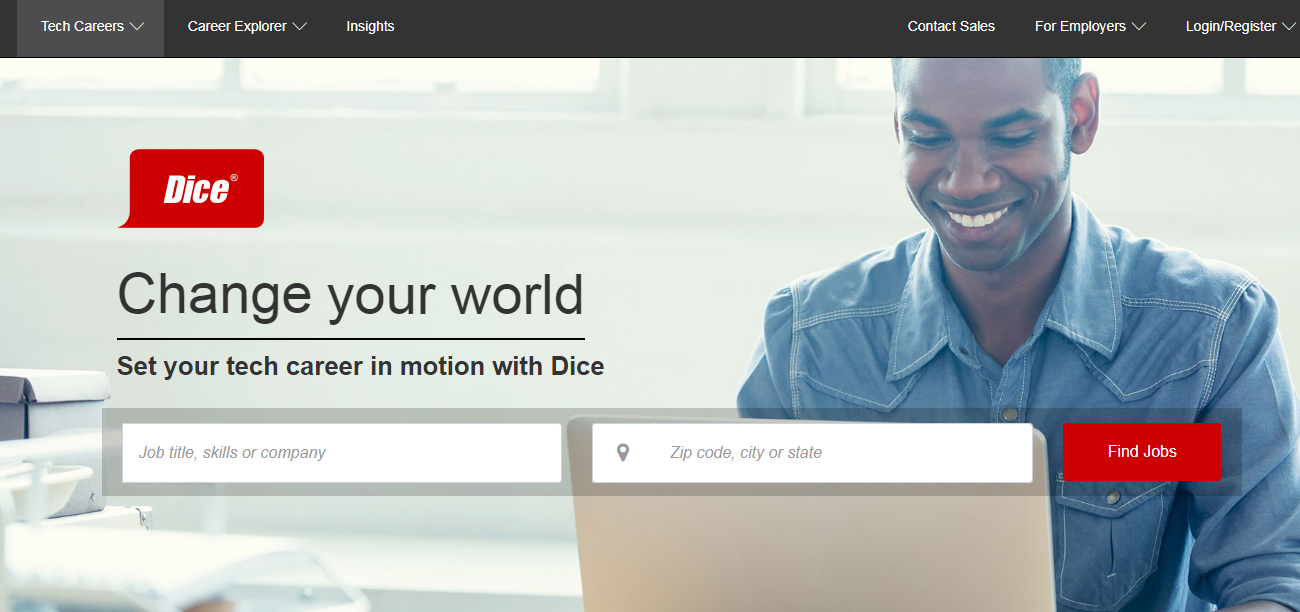 Tech Careers Career Explorer Insights Contact Sales For Employers Login/Register
Dice®
Change your world
Set your tech career in motion with Dice
Job title, skills or company Zip code, city or state Find Jobs